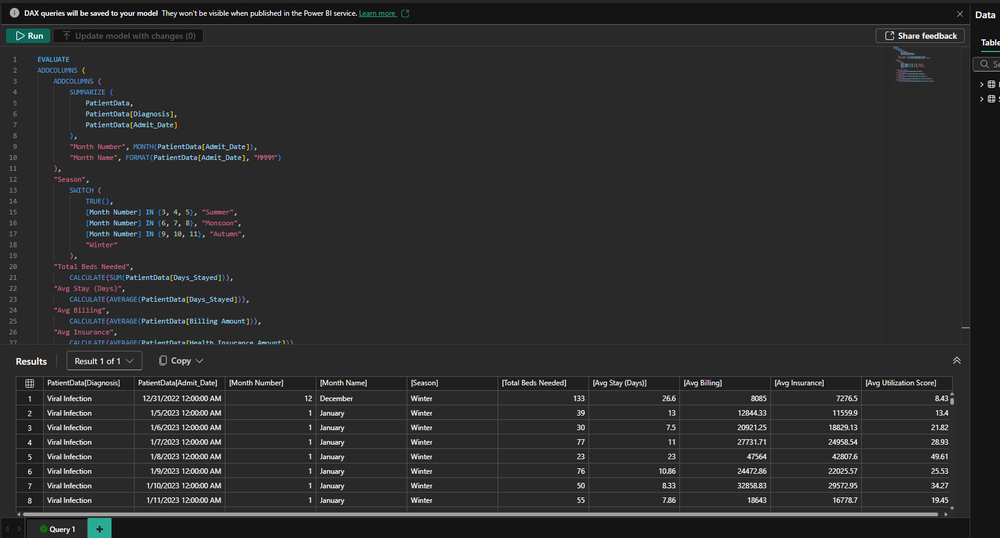 DAX queries will be saved to your model They won't be visible when published in the Power BI service. Learn more
Data
Run
Update model with changes (0)
Share feedback
Table
1 EVALUATE
2 ADDCOLUMNS (
3 ADDCOLUMNS (
4 SUMMARIZE (
5 PatientData,
6 PatientData[Diagnosis],
7 PatientData[Admit_Date]
8 ),
9 "Month Number", MONTH(PatientData[Admit_Date]),
10 "Month Name", FORMAT(PatientData[Admit_Date], "MMMM")
11 ),
12 "Season",
13 SWITCH (
14 TRUE(),
15 [Month Number] IN {3, 4, 5}, "Summer",
16 [Month Number] IN {6, 7, 8}, "Monsoon",
17 [Month Number] IN {9, 10, 11}, "Autumn",
18 "Winter"
19 ),
20 "Total Beds Needed",
21 CALCULATE(SUM(PatientData[Days_Stayed])),
22 "Avg Stay (Days)",
23 CALCULATE(AVERAGE(PatientData[Days_Stayed])),
24 "Avg Billing",
25 CALCULATE(AVERAGE(PatientData[Billing Amount])),
26 "Avg Insurance",
27 CALCULATE(AVERAGE(PatientData[Health Insurance Amount]))
Results
Result 1 of 1
Copy
PatientData[Diagnosis] PatientData[Admit_Date] [Month Number] [Month Name] [Season] [Total Beds Needed] [Avg Stay (Days)] [Avg Billing] [Avg Insurance] [Avg Utilization Score]
1 Viral Infection 12/31/2022 12:00:00 AM 12 December Winter 133 26.6 8085 7276.5 8.43
2 Viral Infection 1/5/2023 12:00:00 AM 1 January Winter 39 13 12844.33 11559.9 13.4
3 Viral Infection 1/6/2023 12:00:00 AM 1 January Winter 30 7.5 20921.25 18829.13 21.82
4 Viral Infection 1/7/2023 12:00:00 AM 1 January Winter 77 11 27731.71 24958.54 28.93
5 Viral Infection 1/8/2023 12:00:00 AM 1 January Winter 23 23 47564 42807.6 49.61
6 Viral Infection 1/9/2023 12:00:00 AM 1 January Winter 76 10.86 24472.86 22025.57 25.53
7 Viral Infection 1/10/2023 12:00:00 AM 1 January Winter 50 8.33 32858.83 29572.95 34.27
8 Viral Infection 1/11/2023 12:00:00 AM 1 January Winter 55 7.86 18643 16778.7 19.45
Query 1